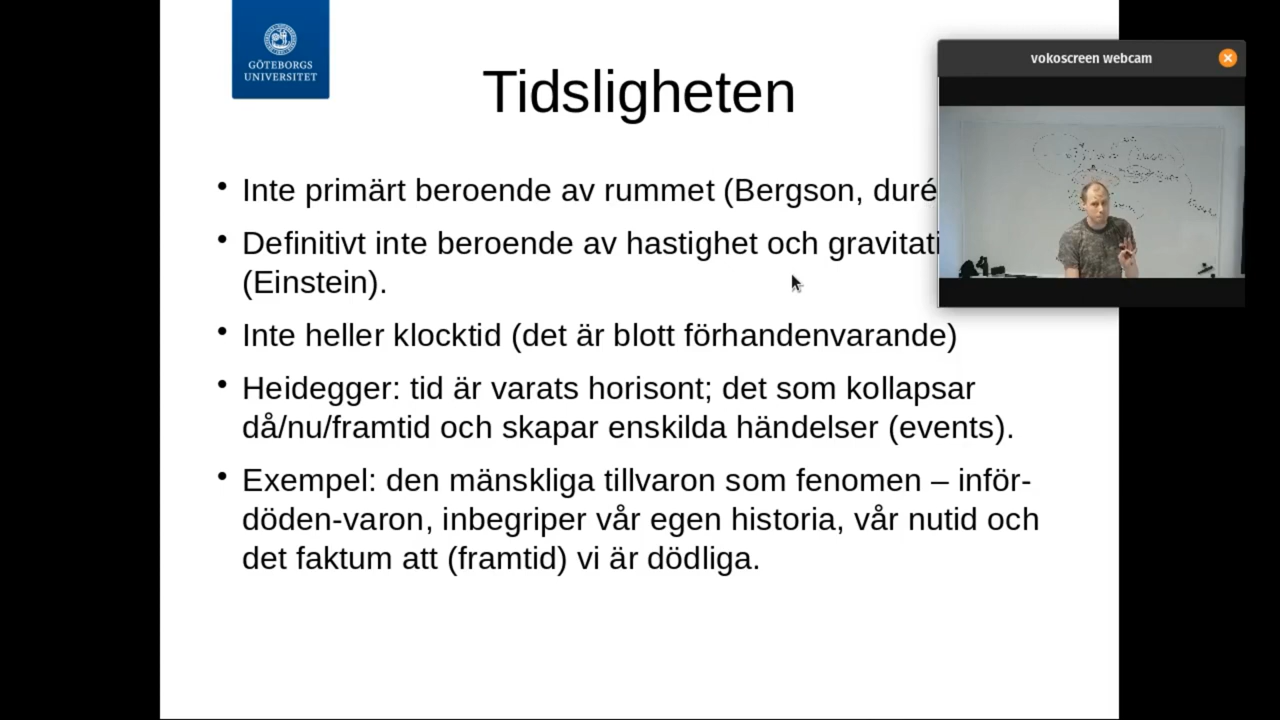 GÖTEBORGS
UNIVERSITET
vokoscreen webcam
Tidsligheten
Inte primärt beroende av rummet (Bergson,
Definitivt inte beroende av hastighet och
(Einstein).
Inte heller klocktid (det är blott förhandenvarande)
Heidegger: tid är varats horisont; det som kollapsar
då/nu/framtid och skapar enskilda händelser (events).
Exempel: den mänskliga tillvaron som fenomen – inför-
döden-varon, inbegriper vår egen historia, vår nutid och
det faktum att (framtid) vi är dödliga.